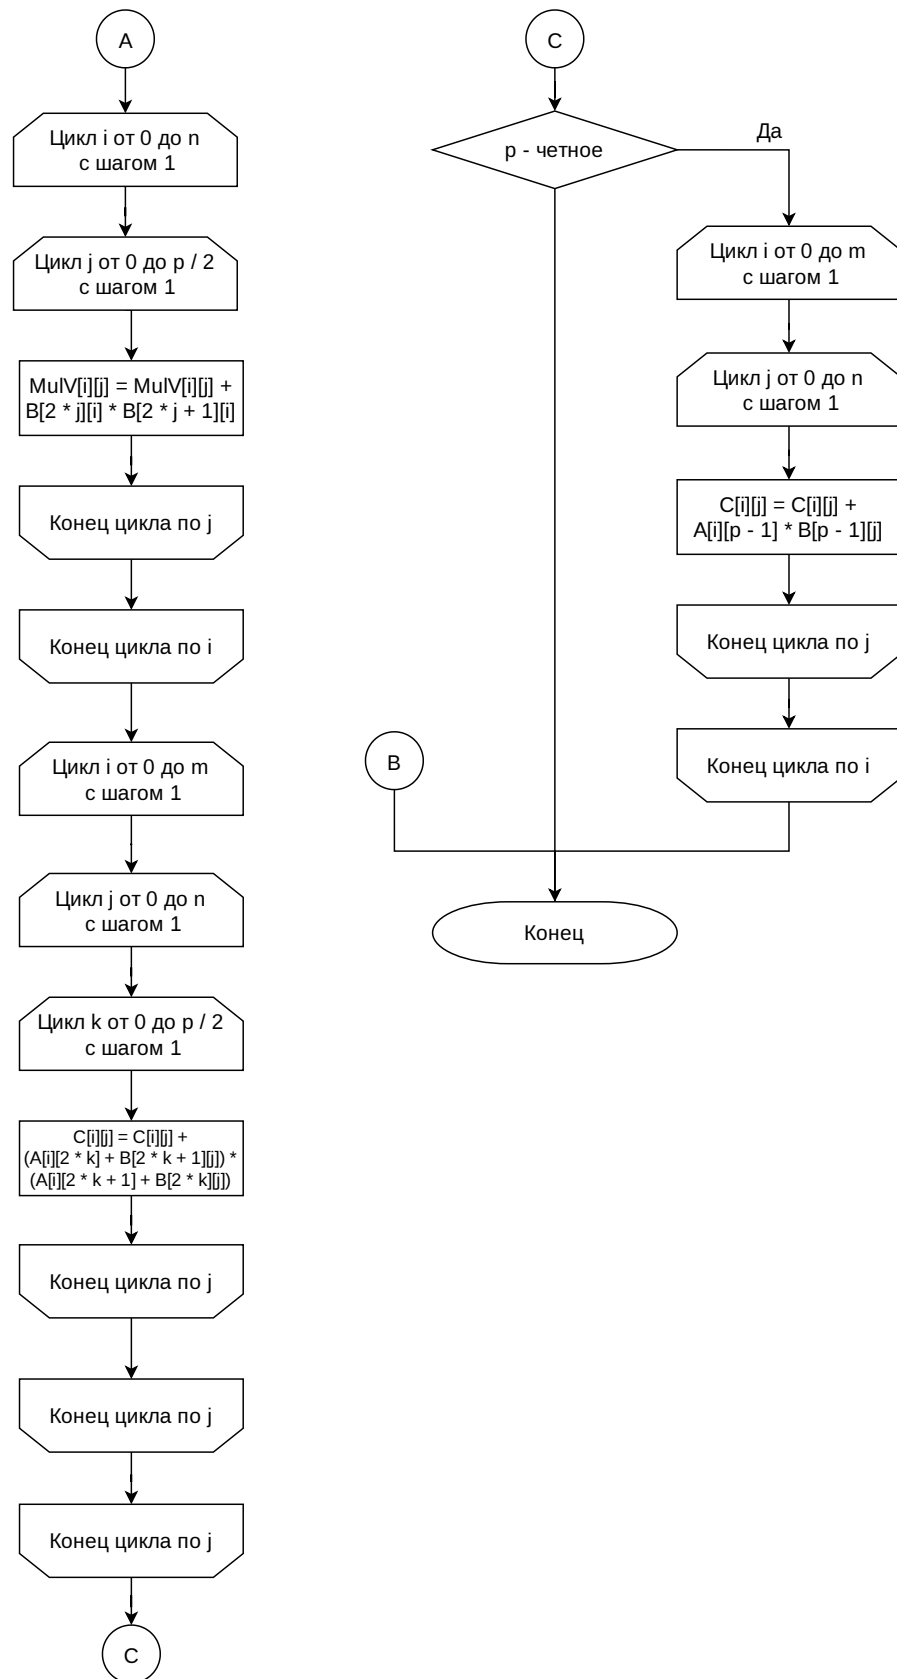 A
Цикл i от 0 до n
с шагом 1
Цикл j от 0 до p / 2
с шагом 1
MulV[i][j] = MulV[i][j] +
B[2 * j][i] * B[2 * j + 1][i]
Конец цикла по j
Конец цикла по i
Цикл i от 0 до m
с шагом 1
Цикл j от 0 до n
с шагом 1
Цикл k от 0 до p / 2
с шагом 1
C[i][j] = C[i][j] +
(A[i][2 * k] + B[2 * k + 1][j]) *
(A[i][2 * k + 1] + B[2 * k][j])
Конец цикла по j
Конец цикла по j
Конец цикла по j
C
C
p - четное
Да
Цикл i от 0 до m
с шагом 1
Цикл j от 0 до n
с шагом 1
C[i][j] = C[i][j] +
A[i][p - 1] * B[p - 1][j]
Конец цикла по j
Конец цикла по i
B
Конец